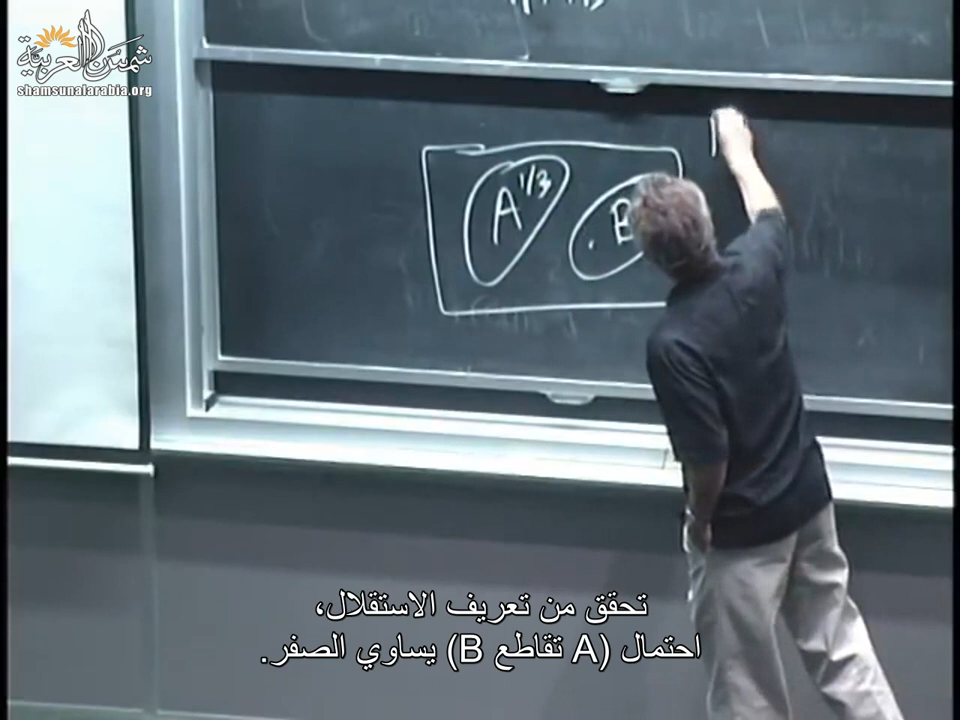 شمس العربية
shamsunalarabia.org
A 1/3
B
تحقق من تعريف الاستقلال،
احتمال (A تقاطع B) يساوي الصفر.